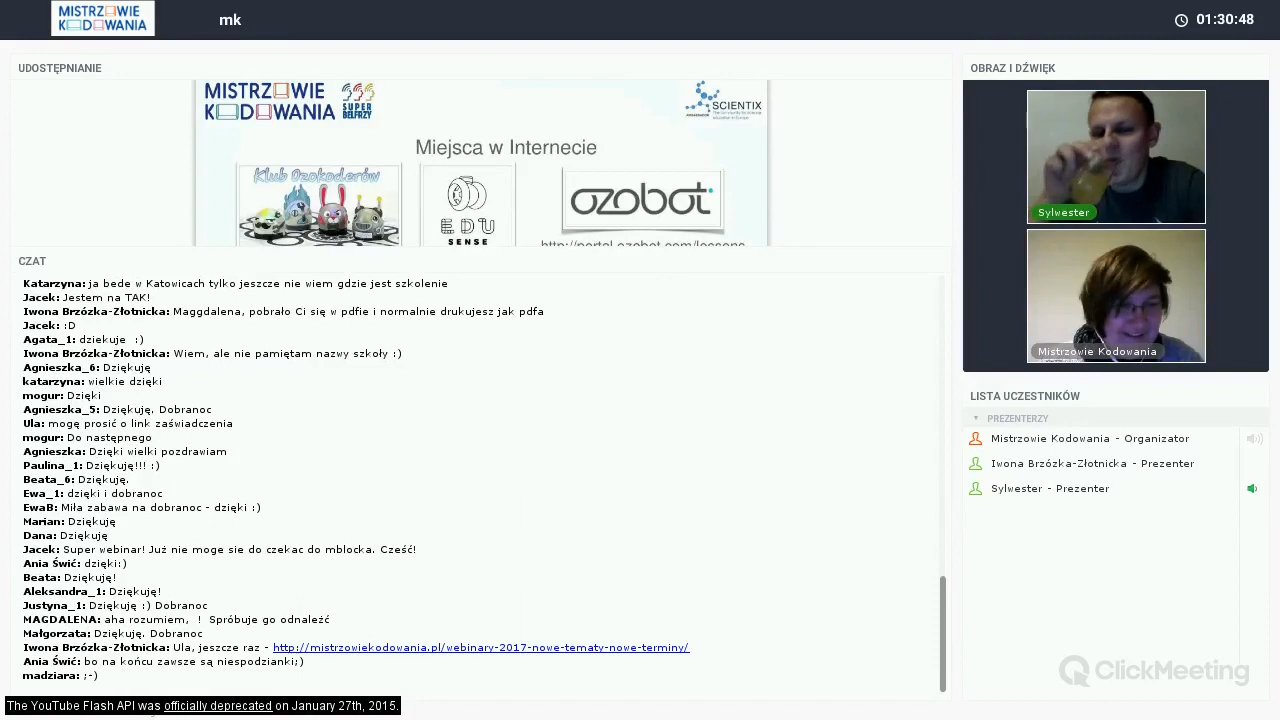 MISTRZOWIE
KODOWANIA
mk
01:30:48
UDOSTĘPNIANIE
MISTRZOWIE
KODOWANIA
SUPER
BELFRZY
SCIENTIX
Miejsca w Internecie
Klub Ozokoderów
EDU
SENSE
ozobot
http://portal.ozobot.com/lessons
CZAT
Katarzyna: ja bede w Katowicach tylko jeszcze nie wiem gdzie jest szkolenie
Jacek: Jestem na TAK!
Iwona Brzózka-Złotnicka: Maggdalena, pobrało Ci się w pdfie i normalnie drukujesz jak pdfa
Jacek: :D
Agata_1: dziekuje :)
Iwona Brzózka-Złotnicka: Wiem, ale nie pamiętam nazwy szkoły :)
Agnieszka_6: Dziękuję
katarzyna: wielkie dzięki
mogur: Dzięki
Agnieszka_5: Dziękuję. Dobranoc
Ula: mogę prosić o link zaświadczenia
mogur: Do następnego
Agnieszka: Dzięki wielki pozdrawiam
Paulina_1: Dziękuję!!! :)
Beata_6: Dziękuję.
Ewa_1: dzięki i dobranoc
EwaB: Miła zabawa na dobranoc - dzięki :)
Marian: Dziękuję
Dana: Dziękuję
Jacek: Super webinar! Już nie moge sie do czekac do mblocka. Cześć!
Ania Świć: dzięki:)
Beata: Dziękuję!
Aleksandra_1: Dziękuję!
Justyna_1: Dziękuję :) Dobranoc
MAGDALENA: aha rozumiem, ! Spróbuje go odnaleźć
Małgorzata: Dziękuję. Dobranoc
Iwona Brzózka-Złotnicka: Ula, jeszcze raz - http://mistrzowiekodowania.pl/webinary-2017-nowe-tematy-nowe-terminy/
Ania Świć: bo na końcu zawsze są niespodzianki;)
madziara: ;-)
The YouTube Flash API was officially deprecated on January 27th, 2015.
OBRAZ I DŹWIĘK
Sylwester
Mistrzowie Kodowania
LISTA UCZESTNIKÓW
PREZENTERZY
Mistrzowie Kodowania - Organizator
Iwona Brzózka-Złotnicka - Prezenter
Sylwester - Prezenter
ClickMeeting